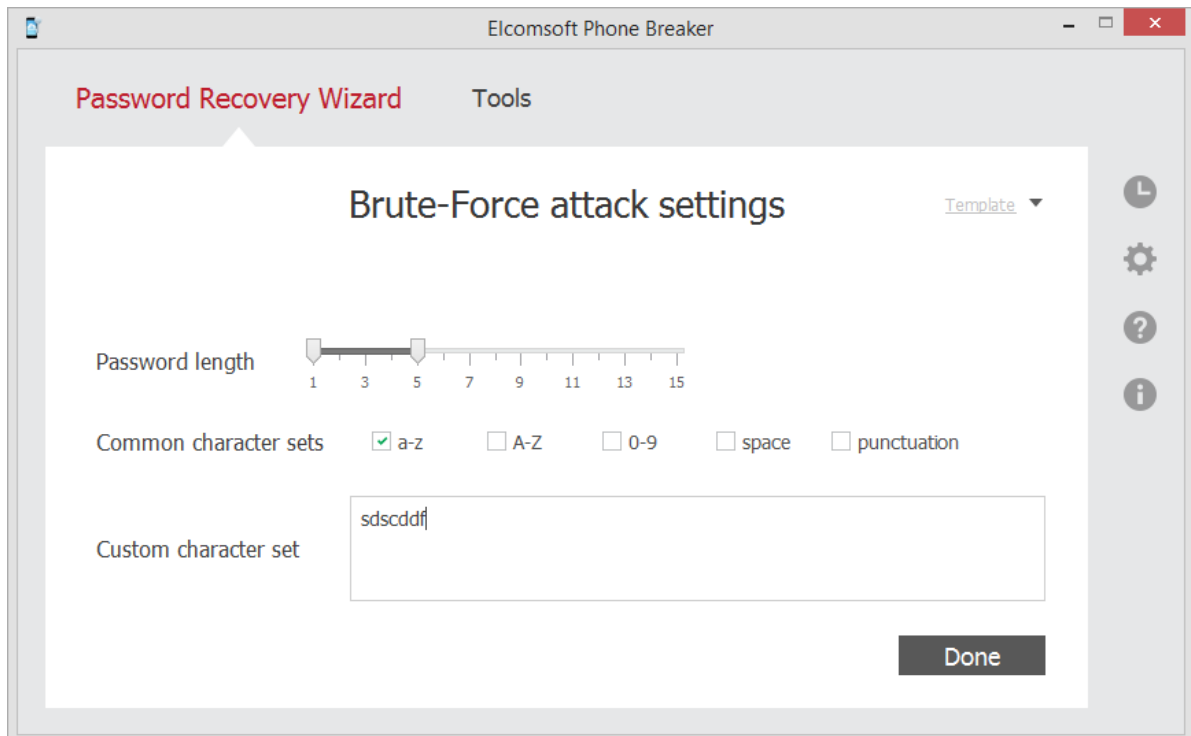 Elcomsoft Phone Breaker
Password Recovery Wizard Tools
Brute-Force attack settings Template
Password length
1 3 5 7 9 11 13 15
Common character sets a-z A-Z 0-9 space punctuation
sdscddf
Custom character set
Done